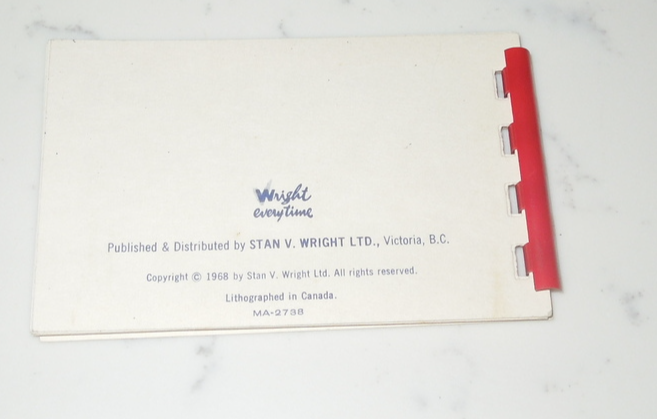 Wright
everytime
Published & Distributed by STAN V. WRIGHT LTD., Victoria, B.C.
Copyright © 1968 by Stan V. Wright Ltd. All rights reserved.
Lithographed in Canada.
MA-2738